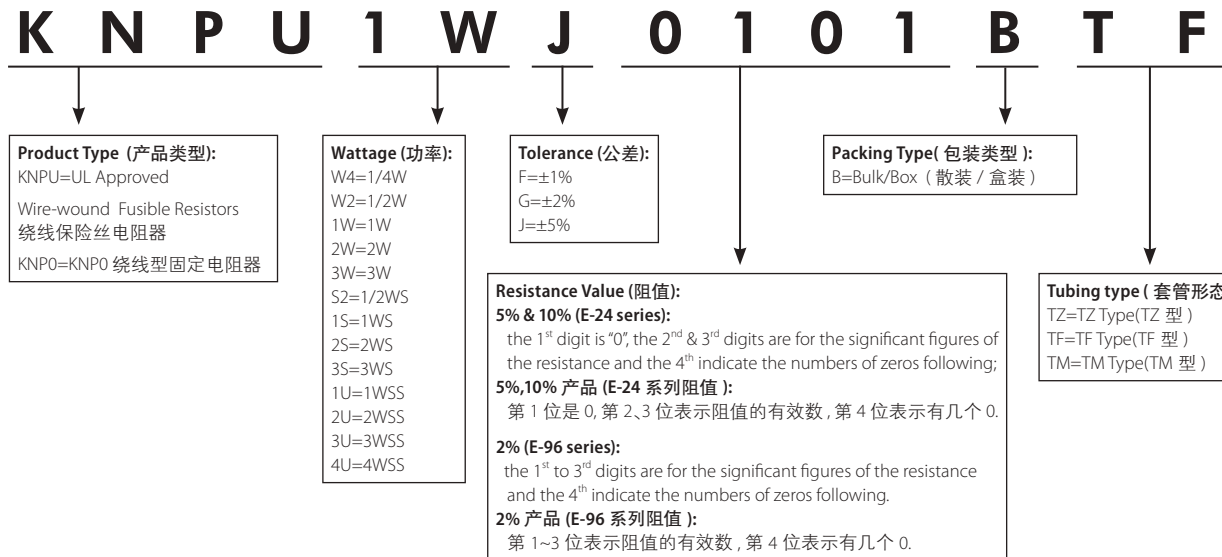 K N P U 1 W J 0 1 0 1 B T F
Product Type (产品类型):
KNPU=UL Approved
Wire-wound Fusible Resistors
绕线保险丝电阻器
KNP0=KNP0 绕线型固定电阻器
Wattage (功率):
W4=1/4W
W2=1/2W
1W=1W
2W=2W
3W=3W
S2=1/2WS
1S=1WS
2S=2WS
3S=3WS
1U=1WSS
2U=2WSS
3U=3WSS
4U=4WSS
Tolerance (公差):
F=±1%
G=±2%
J=±5%
Resistance Value (阻值):
5% & 10% (E-24 series):
the 1st digit is “0”, the 2nd & 3rd digits are for the significant figures of
the resistance and the 4th indicate the numbers of zeros following;
5%,10% 产品 (E-24 系列阻值 ):
第 1 位是 0, 第 2、3 位表示阻值的有效数 , 第 4 位表示有几个 0.
2% (E-96 series):
the 1st to 3rd digits are for the significant figures of the resistance
and the 4th indicate the numbers of zeros following.
2% 产品 (E-96 系列阻值 ):
第 1~3 位表示阻值的有效数 , 第 4 位表示有几个 0.
Packing Type( 包装类型 ):
B=Bulk/Box ( 散装 / 盒装 )
Tubing type ( 套管形态
TZ=TZ Type(TZ 型 )
TF=TF Type(TF 型 )
TM=TM Type(TM 型 )